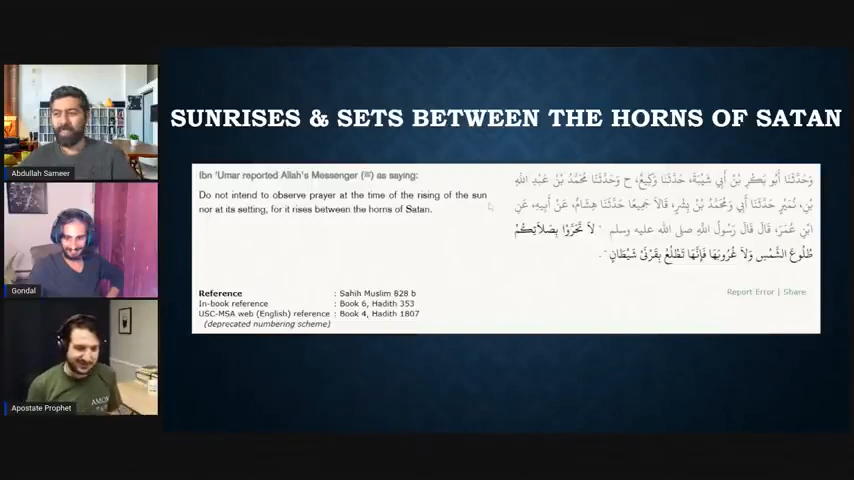 SUNRISES & SETS BETWEEN THE HORNS OF SATAN
Ibn 'Umar reported Allah's Messenger (ﷺ) as saying:
Do not intend to observe prayer at the time of the rising of the sun
nor at its setting, for it rises between the horns of Satan.
وَحَدَّثَنَا أَبُو بَكْرِ بْنُ أَبِي شَيْبَةَ، حَدَّثَنَا وَكِيعٌ، ح وَحَدَّثَنَا مُحَمَّدُ بْنُ عَبْدِ اللَّهِ
بْنِ، نُمَيْرٍ حَدَّثَنَا أَبِي وَمُحَمَّدُ بْنُ بِشْرٍ، قَالاَ جَمِيعًا حَدَّثَنَا هِشَامٌ، عَنْ أَبِيهِ، عَنِ
ابْنِ عُمَرَ، قَالَ قَالَ رَسُولُ اللَّهِ صلى الله عليه وسلم " لاَ تَحَرَّوْا بِصَلاَتِكُمْ
طُلُوعَ الشَّمْسِ وَلاَ غُرُوبَهَا فَإِنَّهَا تَطْلُعُ بِقَرْنَىْ شَيْطَانٍ " .
Reference : Sahih Muslim 828 b
In-book reference : Book 6, Hadith 353
USC-MSA web (English) reference : Book 4, Hadith 1807
(deprecated numbering scheme)
Report Error | Share
Abdullah Sameer
Gondal
Apostate Prophet